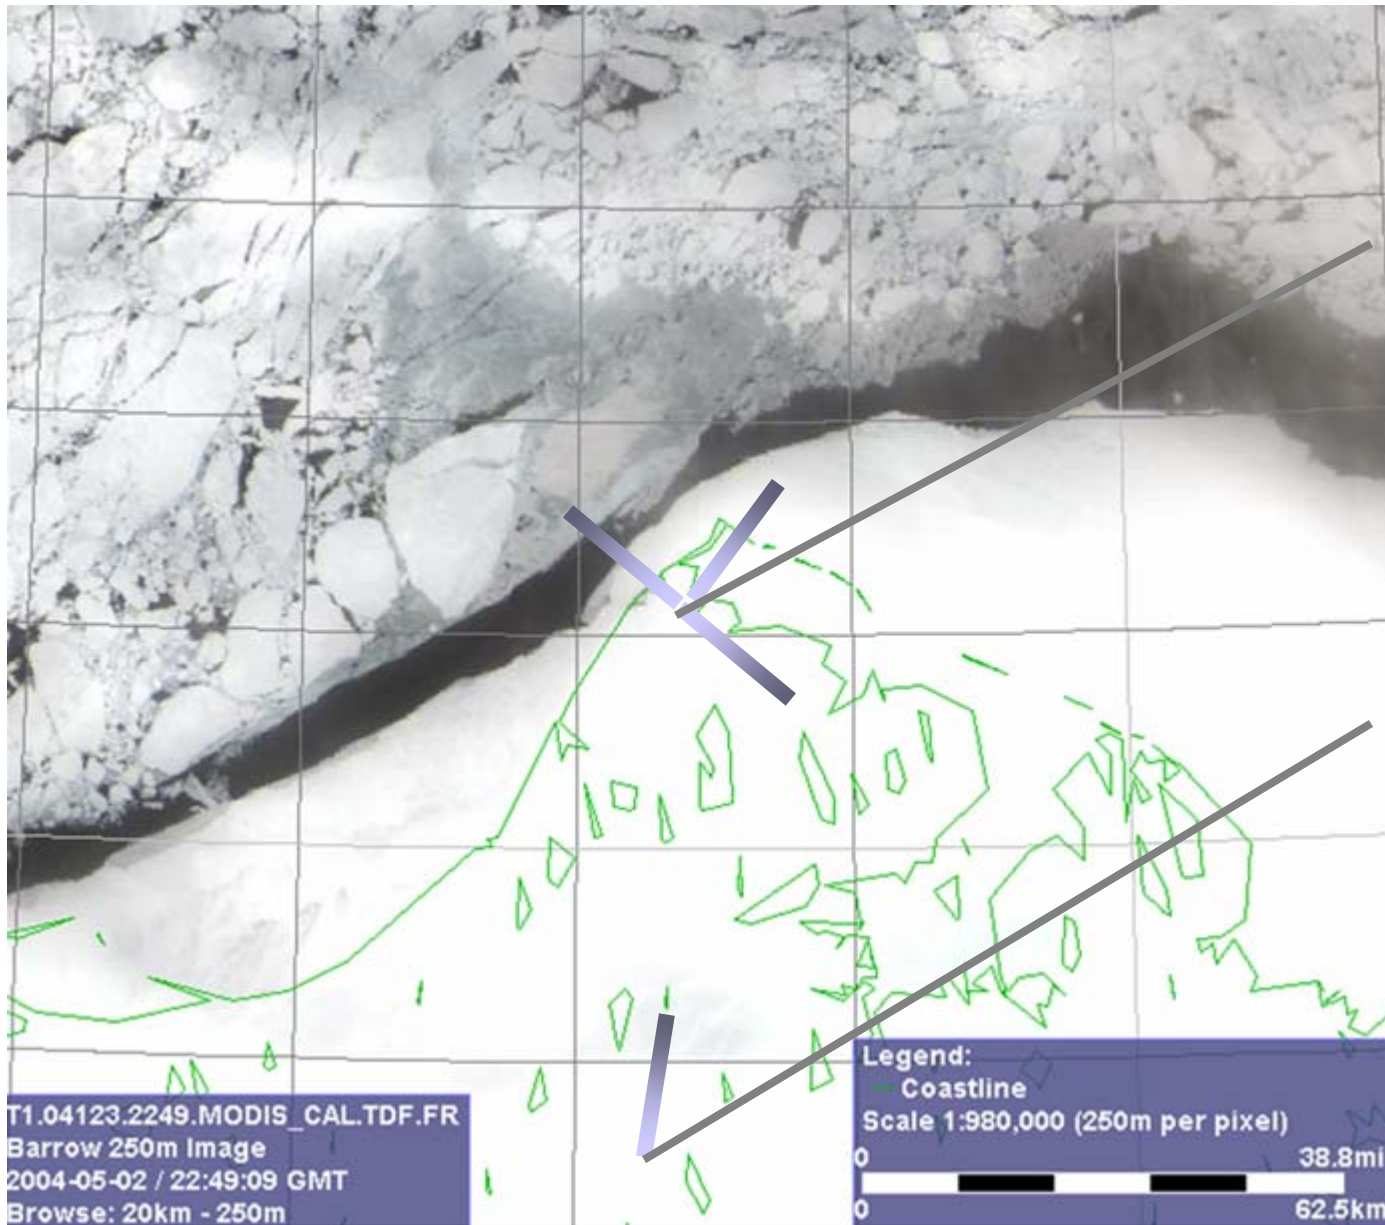 T1.04123.2249.MODIS_CAL.TDF.FR
Barrow 250m Image
2004-05-02 / 22:49:09 GMT
Browse: 20km - 250m
Legend:
Coastline
Scale 1:980,000 (250m per pixel)
0 38.8mi
0 62.5km